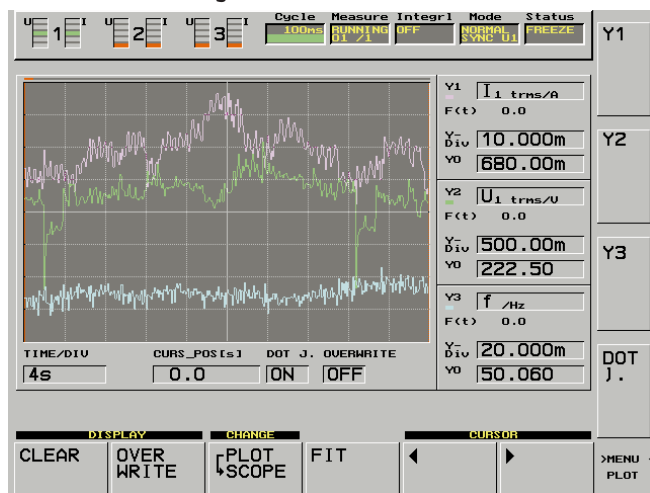 Cycle Measure Integrl Mode Status
U 1 I U 2 I U 3 I 100ms RUNNING OFF NORMAL FREEZE
01 /1 SYNC U1
Y1
Y1 I1 trms/A
F(t) 0.0
Y-Div 10.000m
Y0 680.00m
Y2
Y2 U1 trms/V
F(t) 0.0
Y-Div 500.00m
Y0 222.50
Y3
Y3 f /Hz
F(t) 0.0
Y-Div 20.000m
Y0 50.060
TIME/DIV CURS_POS[s] DOT J. OVERWRITE
4s 0.0 ON OFF
DOT
J.
DISPLAY CHANGE CURSOR
CLEAR OVER PLOT FIT
WRITE SCOPE
>MENU
PLOT